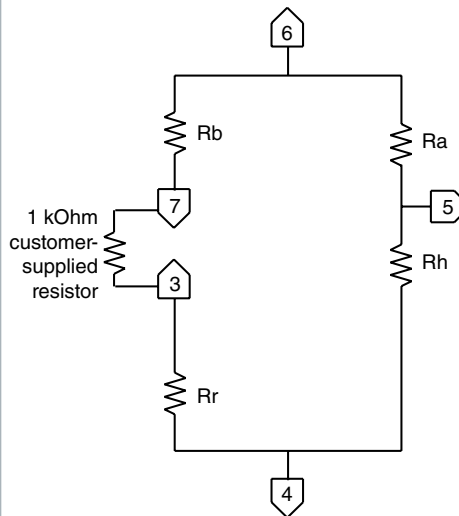 6
Rb
Ra
7
5
1 kOhm
customer-
supplied
resistor
3
Rh
Rr
4